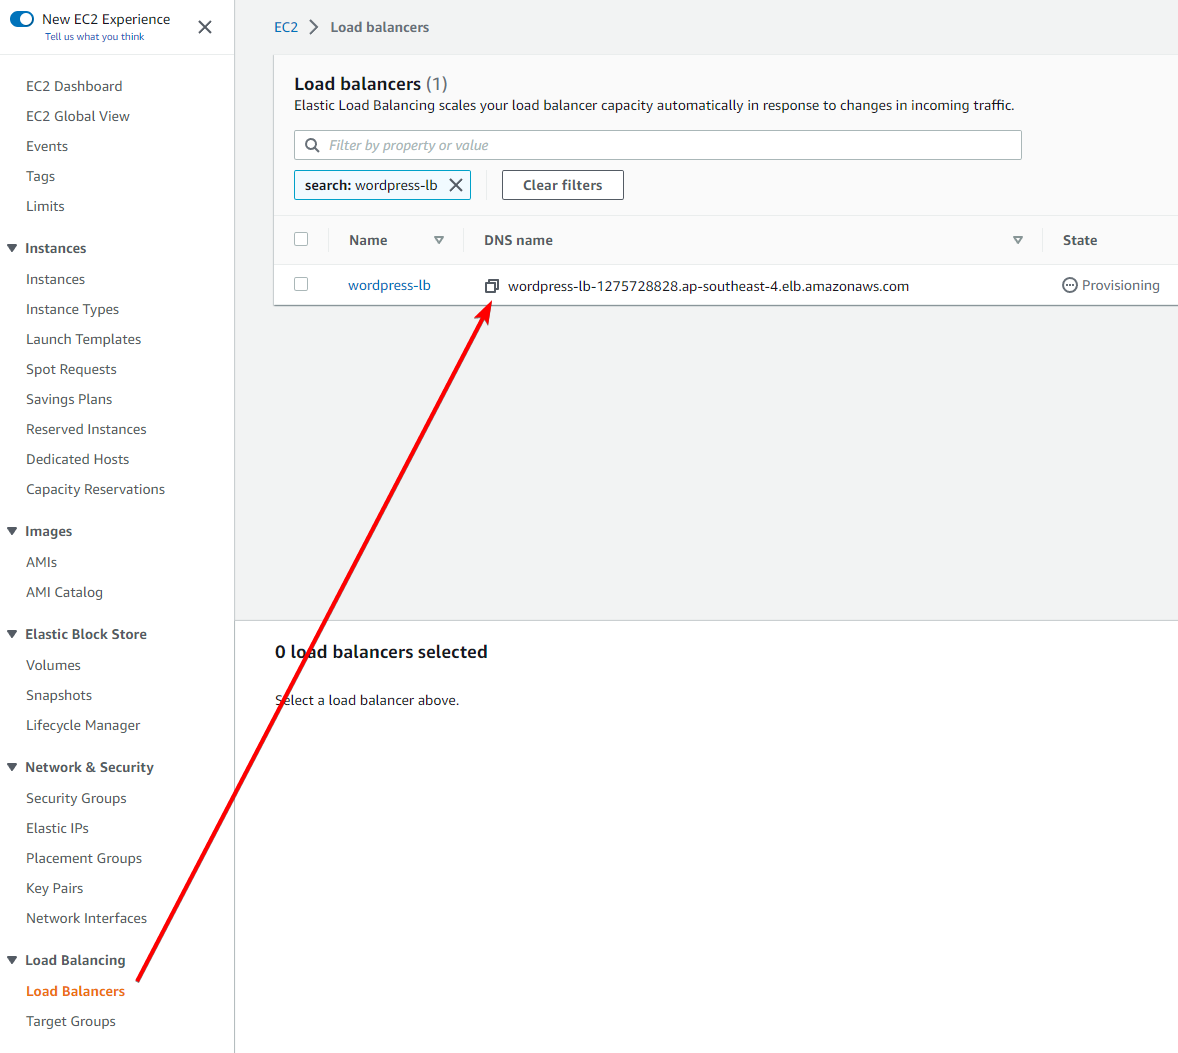 New EC2 Experience
Tell us what you think
EC2 Dashboard
EC2 Global View
Events
Tags
Limits
Instances
Instances
Instance Types
Launch Templates
Spot Requests
Savings Plans
Reserved Instances
Dedicated Hosts
Capacity Reservations
Images
AMIs
AMI Catalog
Elastic Block Store
Volumes
Snapshots
Lifecycle Manager
Network & Security
Security Groups
Elastic IPs
Placement Groups
Key Pairs
Network Interfaces
Load Balancing
Load Balancers
Target Groups
EC2 > Load balancers
Load balancers (1)
Elastic Load Balancing scales your load balancer capacity automatically in response to changes in incoming traffic.
Filter by property or value
search: wordpress-lb Clear filters
Name DNS name State
wordpress-lb wordpress-lb-1275728828.ap-southeast-4.elb.amazonaws.com Provisioning
0 load balancers selected
Select a load balancer above.